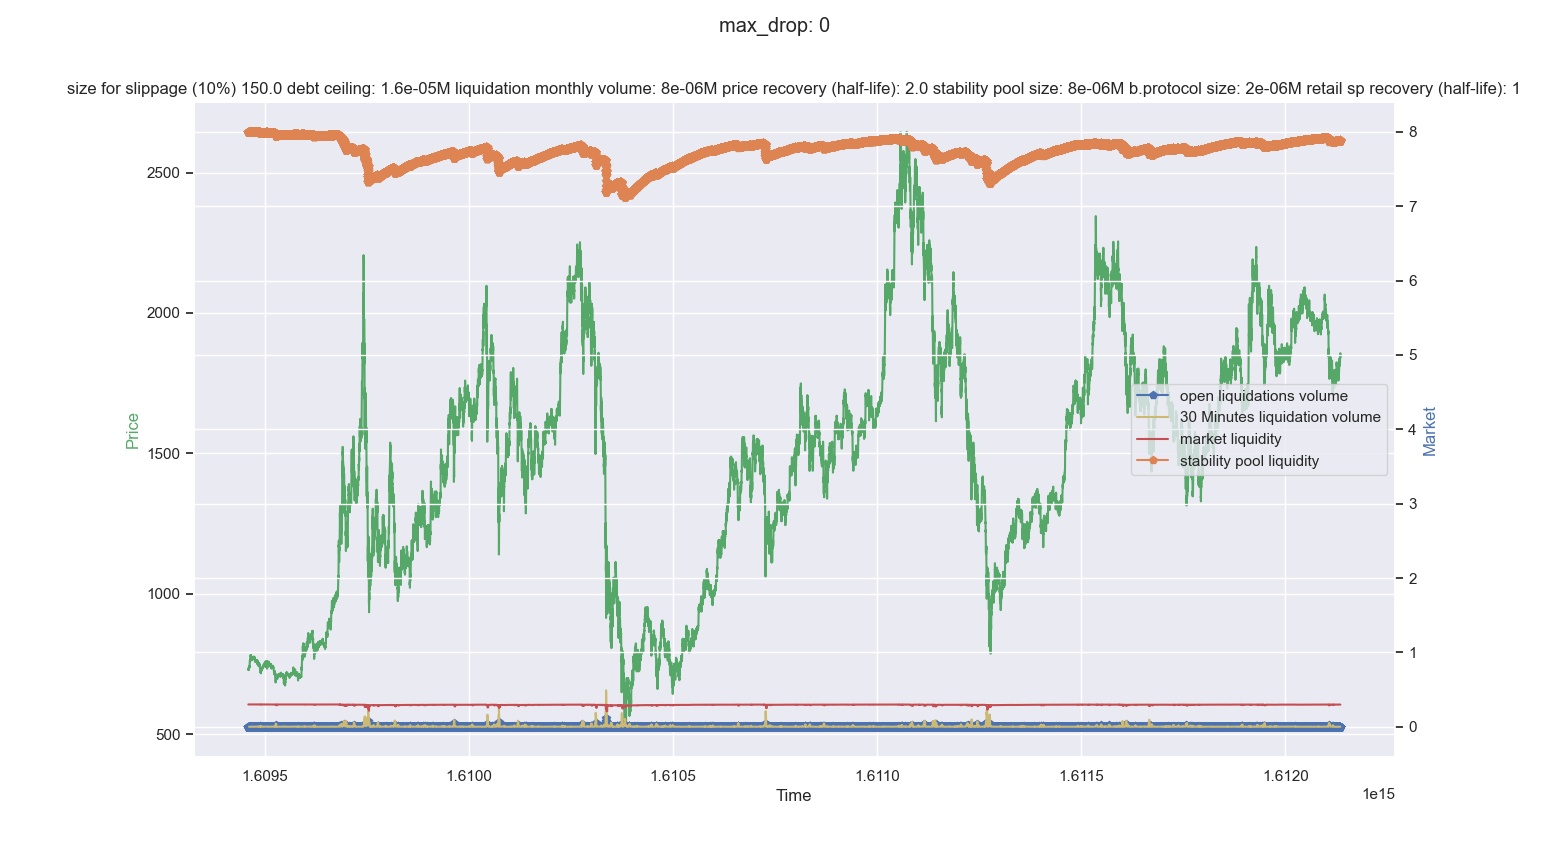 max_drop: 0
size for slippage (10%) 150.0 debt ceiling: 1.6e-05M liquidation monthly volume: 8e-06M price recovery (half-life): 2.0 stability pool size: 8e-06M b.protocol size: 2e-06M retail sp recovery (half-life): 1
2500
2000
1500
1000
500
Price
8
7
6
5
4
3
2
1
0
Market
open liquidations volume
30 Minutes liquidation volume
market liquidity
stability pool liquidity
1.6095 1.6100 1.6105 1.6110 1.6115 1.6120
Time
1e15